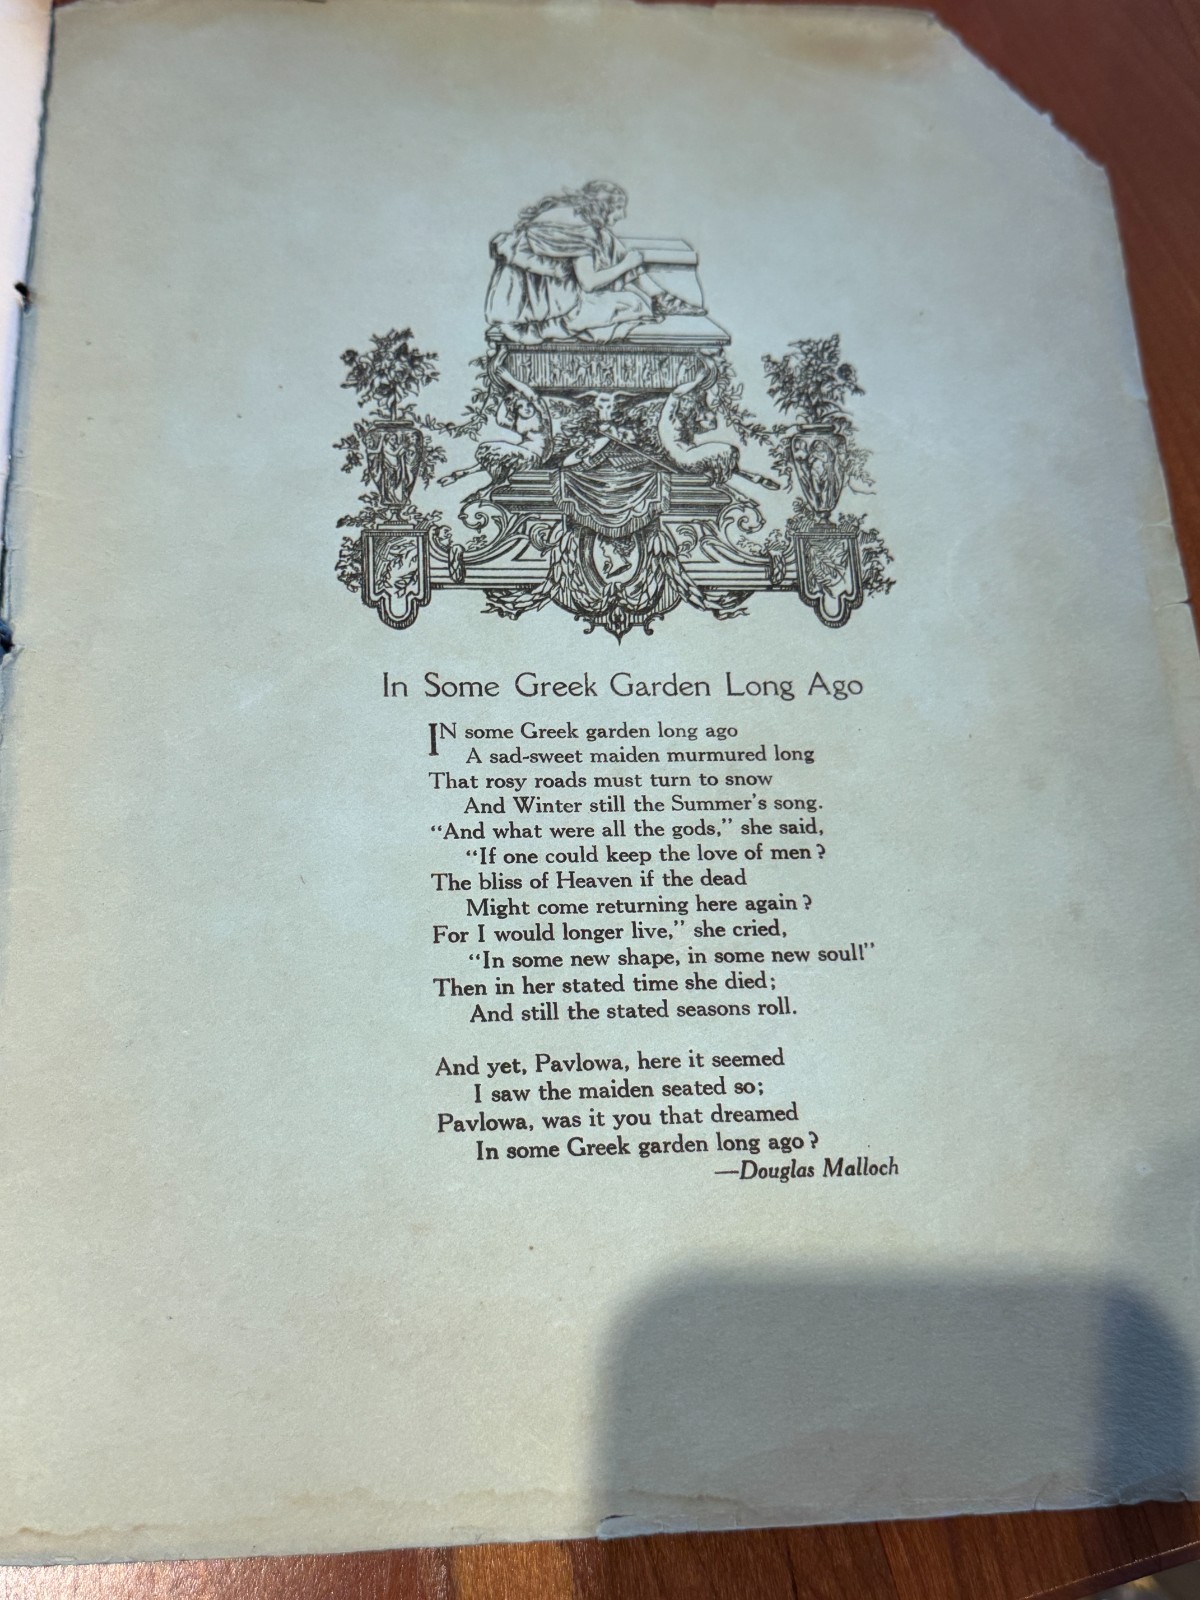 In Some Greek Garden Long Ago
IN some Greek garden long ago
A sad-sweet maiden murmured long
That rosy roads must turn to snow
And Winter still the Summer's song.
“And what were all the gods,” she said,
“If one could keep the love of men?
The bliss of Heaven if the dead
Might come returning here again?
For I would longer live,” she cried,
“In some new shape, in some new soul!”
Then in her stated time she died;
And still the stated seasons roll.
And yet, Pavlowa, here it seemed
I saw the maiden seated so;
Pavlowa, was it you that dreamed
In some Greek garden long ago?
—Douglas Malloch